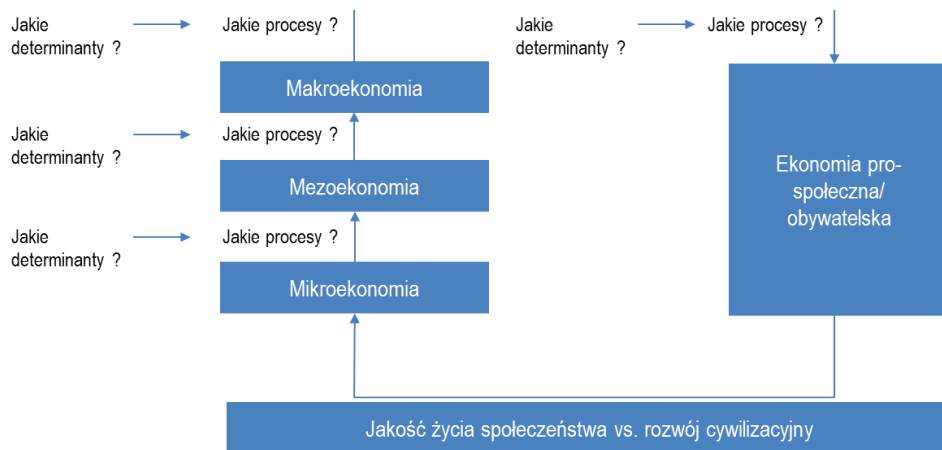 Jakie
determinanty ?
Jakie procesy ?
Jakie
determinanty ?
Jakie procesy ?
Makroekonomia
Jakie
determinanty ?
Jakie procesy ?
Mezoekonomia
Jakie
determinanty ?
Jakie procesy ?
Mikroekonomia
Ekonomia pro-
społeczna/
obywatelska
Jakość życia społeczeństwa vs. rozwój cywilizacyjny